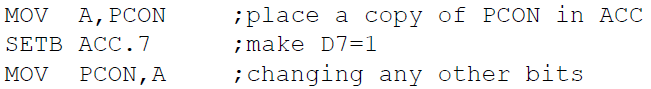 MOV  A,PCON     ;place a copy of PCON in ACC
SETB ACC.7      ;make D7=1
MOV  PCON,A     ;changing any other bits